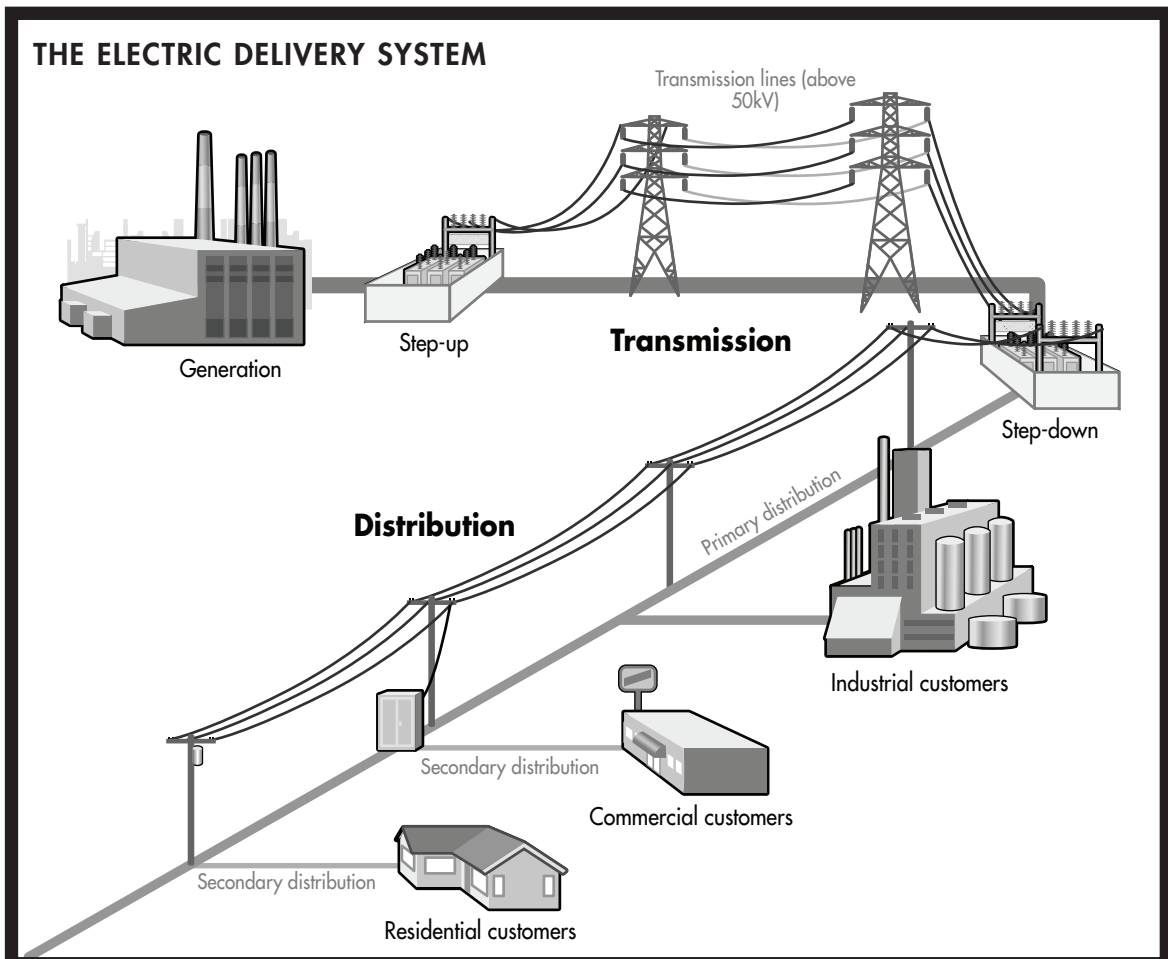 THE ELECTRIC DELIVERY SYSTEM
Transmission lines (above
50kV)
Generation
Step-up
Transmission
Step-down
Primary distribution
Distribution
Industrial customers
Secondary distribution
Commercial customers
Secondary distribution
Residential customers